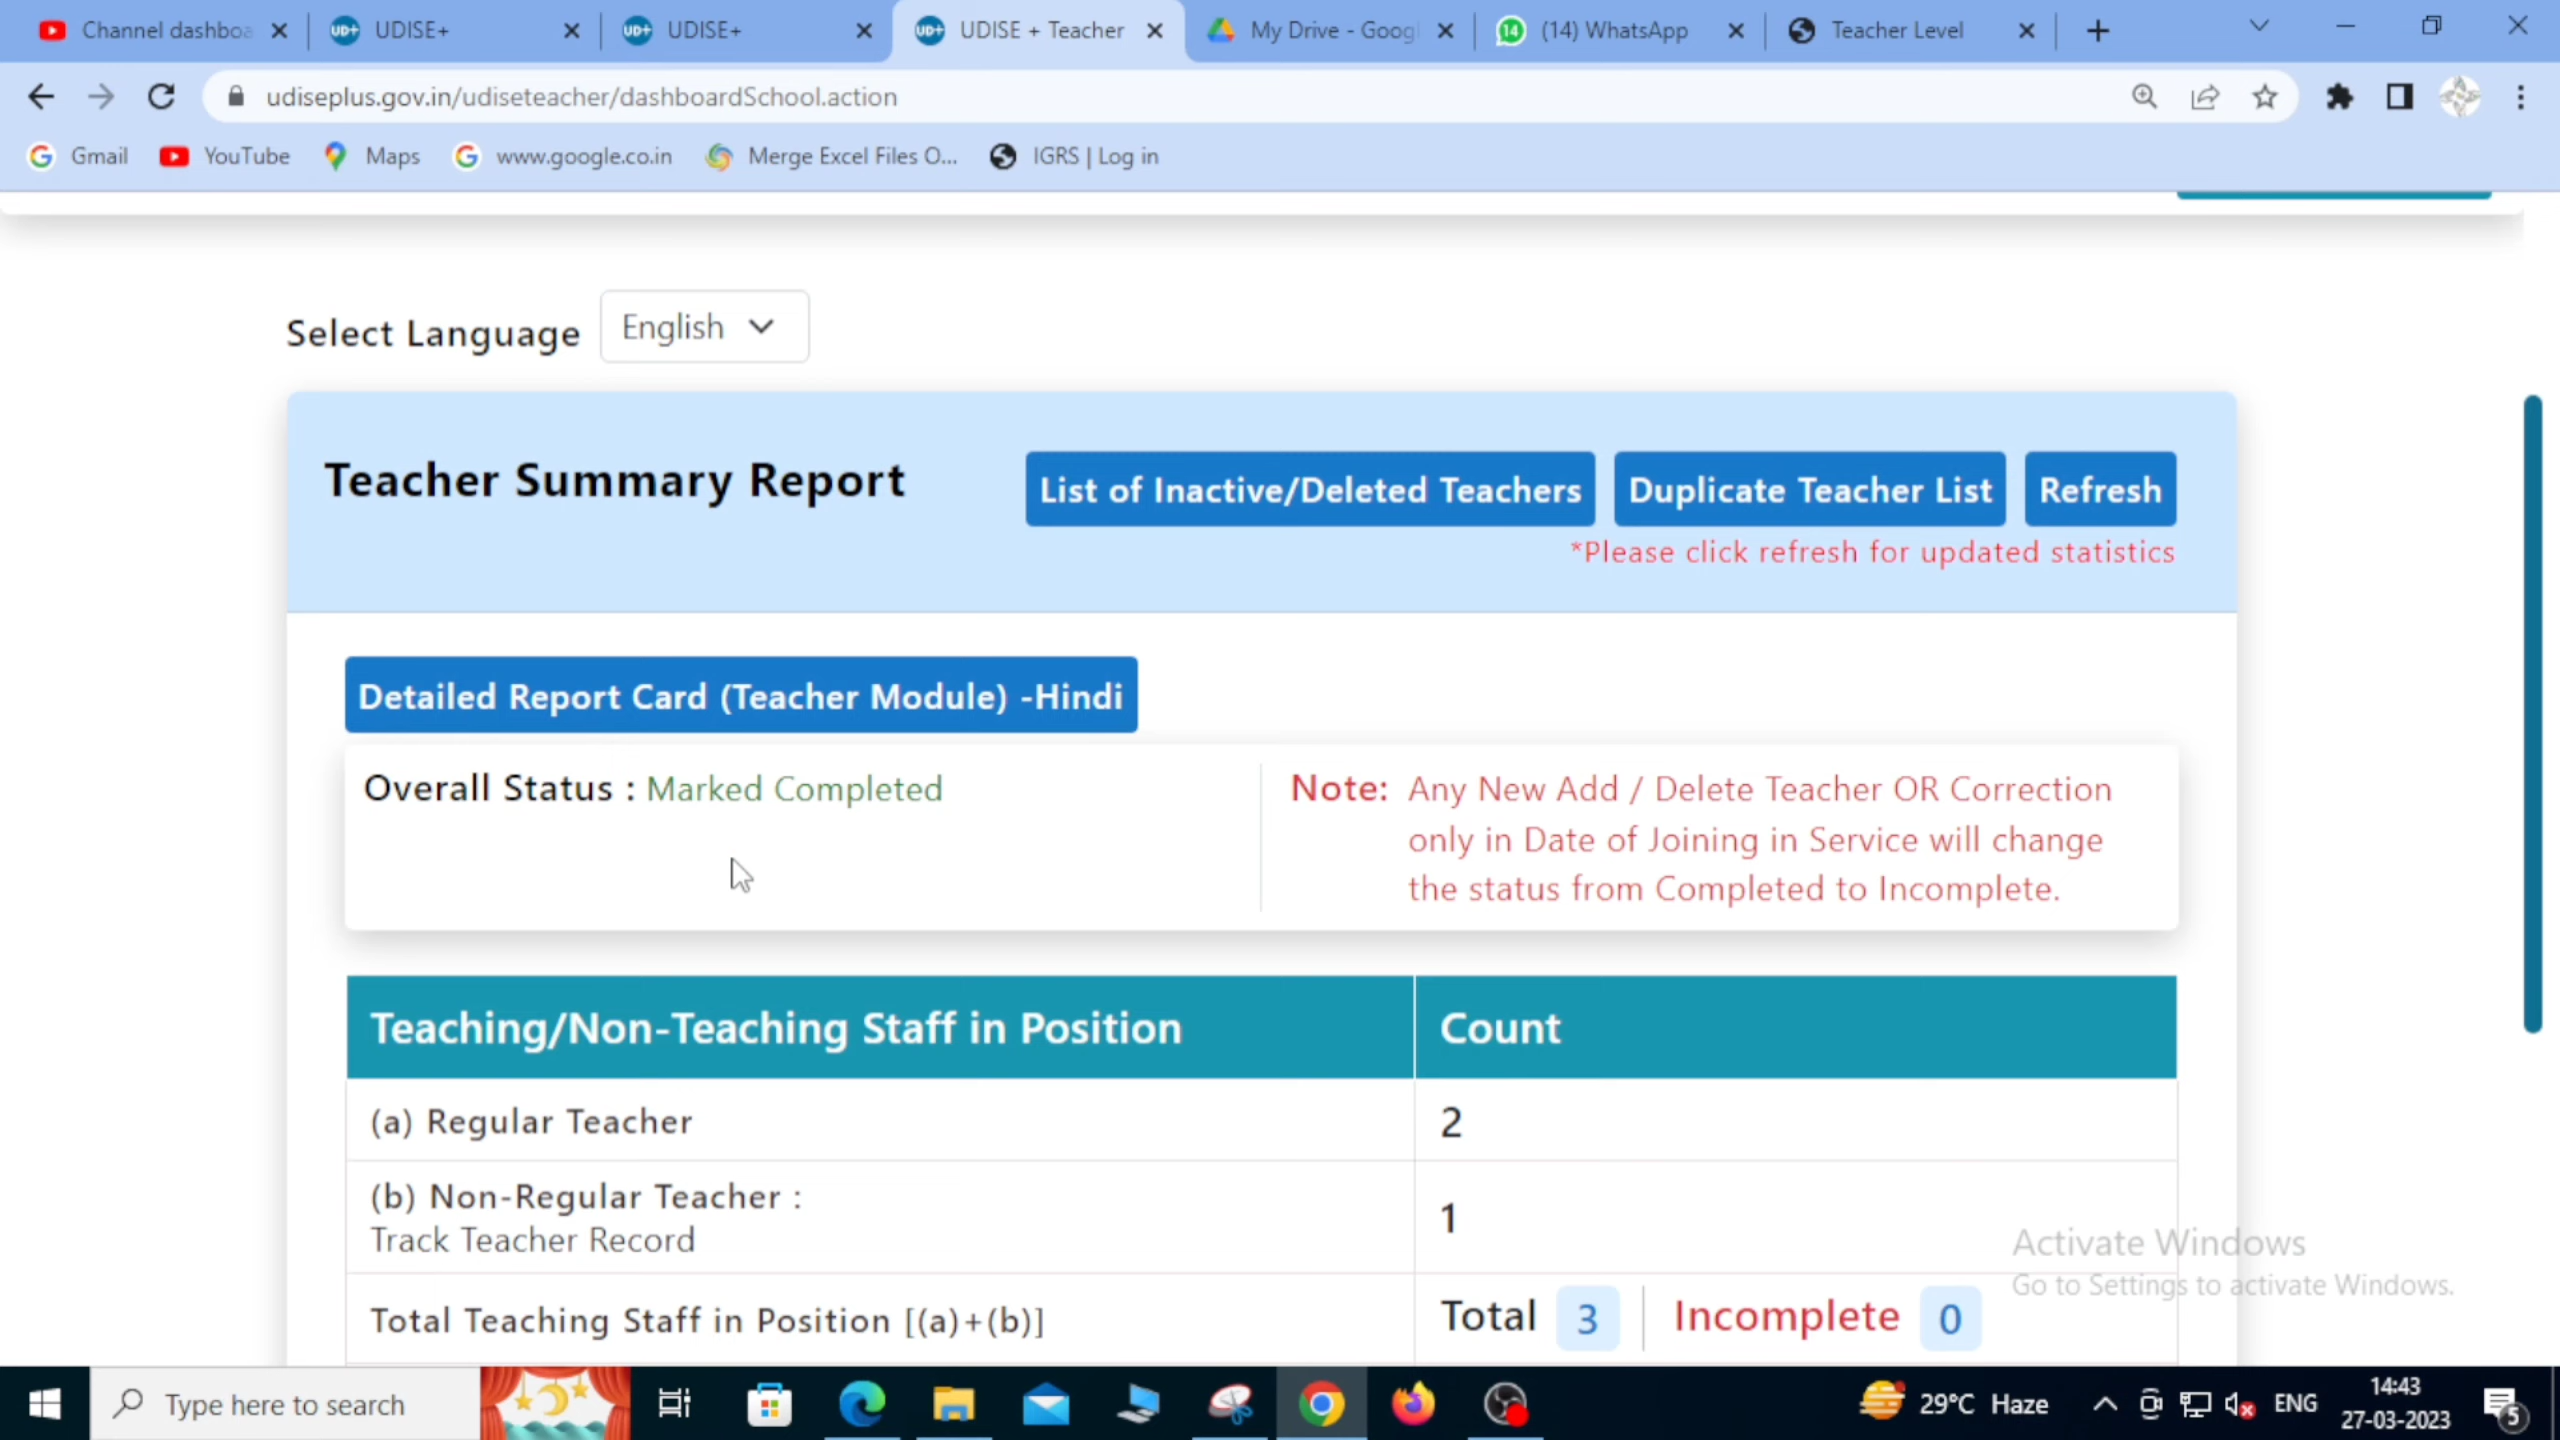 Channel dashboa
UDISE+
UDISE+
UDISE + Teacher
My Drive - Googl
(14) WhatsApp
Teacher Level
udiseplus.gov.in/udiseteacher/dashboardSchool.action
Gmail
YouTube
Maps
www.google.co.in
Merge Excel Files O...
IGRS | Log in
Select Language
English
Teacher Summary Report
List of Inactive/Deleted Teachers
Duplicate Teacher List
Refresh
*Please click refresh for updated statistics
Detailed Report Card (Teacher Module) -Hindi
Overall Status : Marked Completed
Note: Any New Add / Delete Teacher OR Correction
only in Date of Joining in Service will change
the status from Completed to Incomplete.
Teaching/Non-Teaching Staff in Position
Count
(a) Regular Teacher
2
(b) Non-Regular Teacher :
Track Teacher Record
1
Total Teaching Staff in Position [(a)+(b)]
Total 3 Incomplete 0
Activate Windows
Go to Settings to activate Windows.
Type here to search
29°C Haze
ENG
14:43
27-03-2023
5